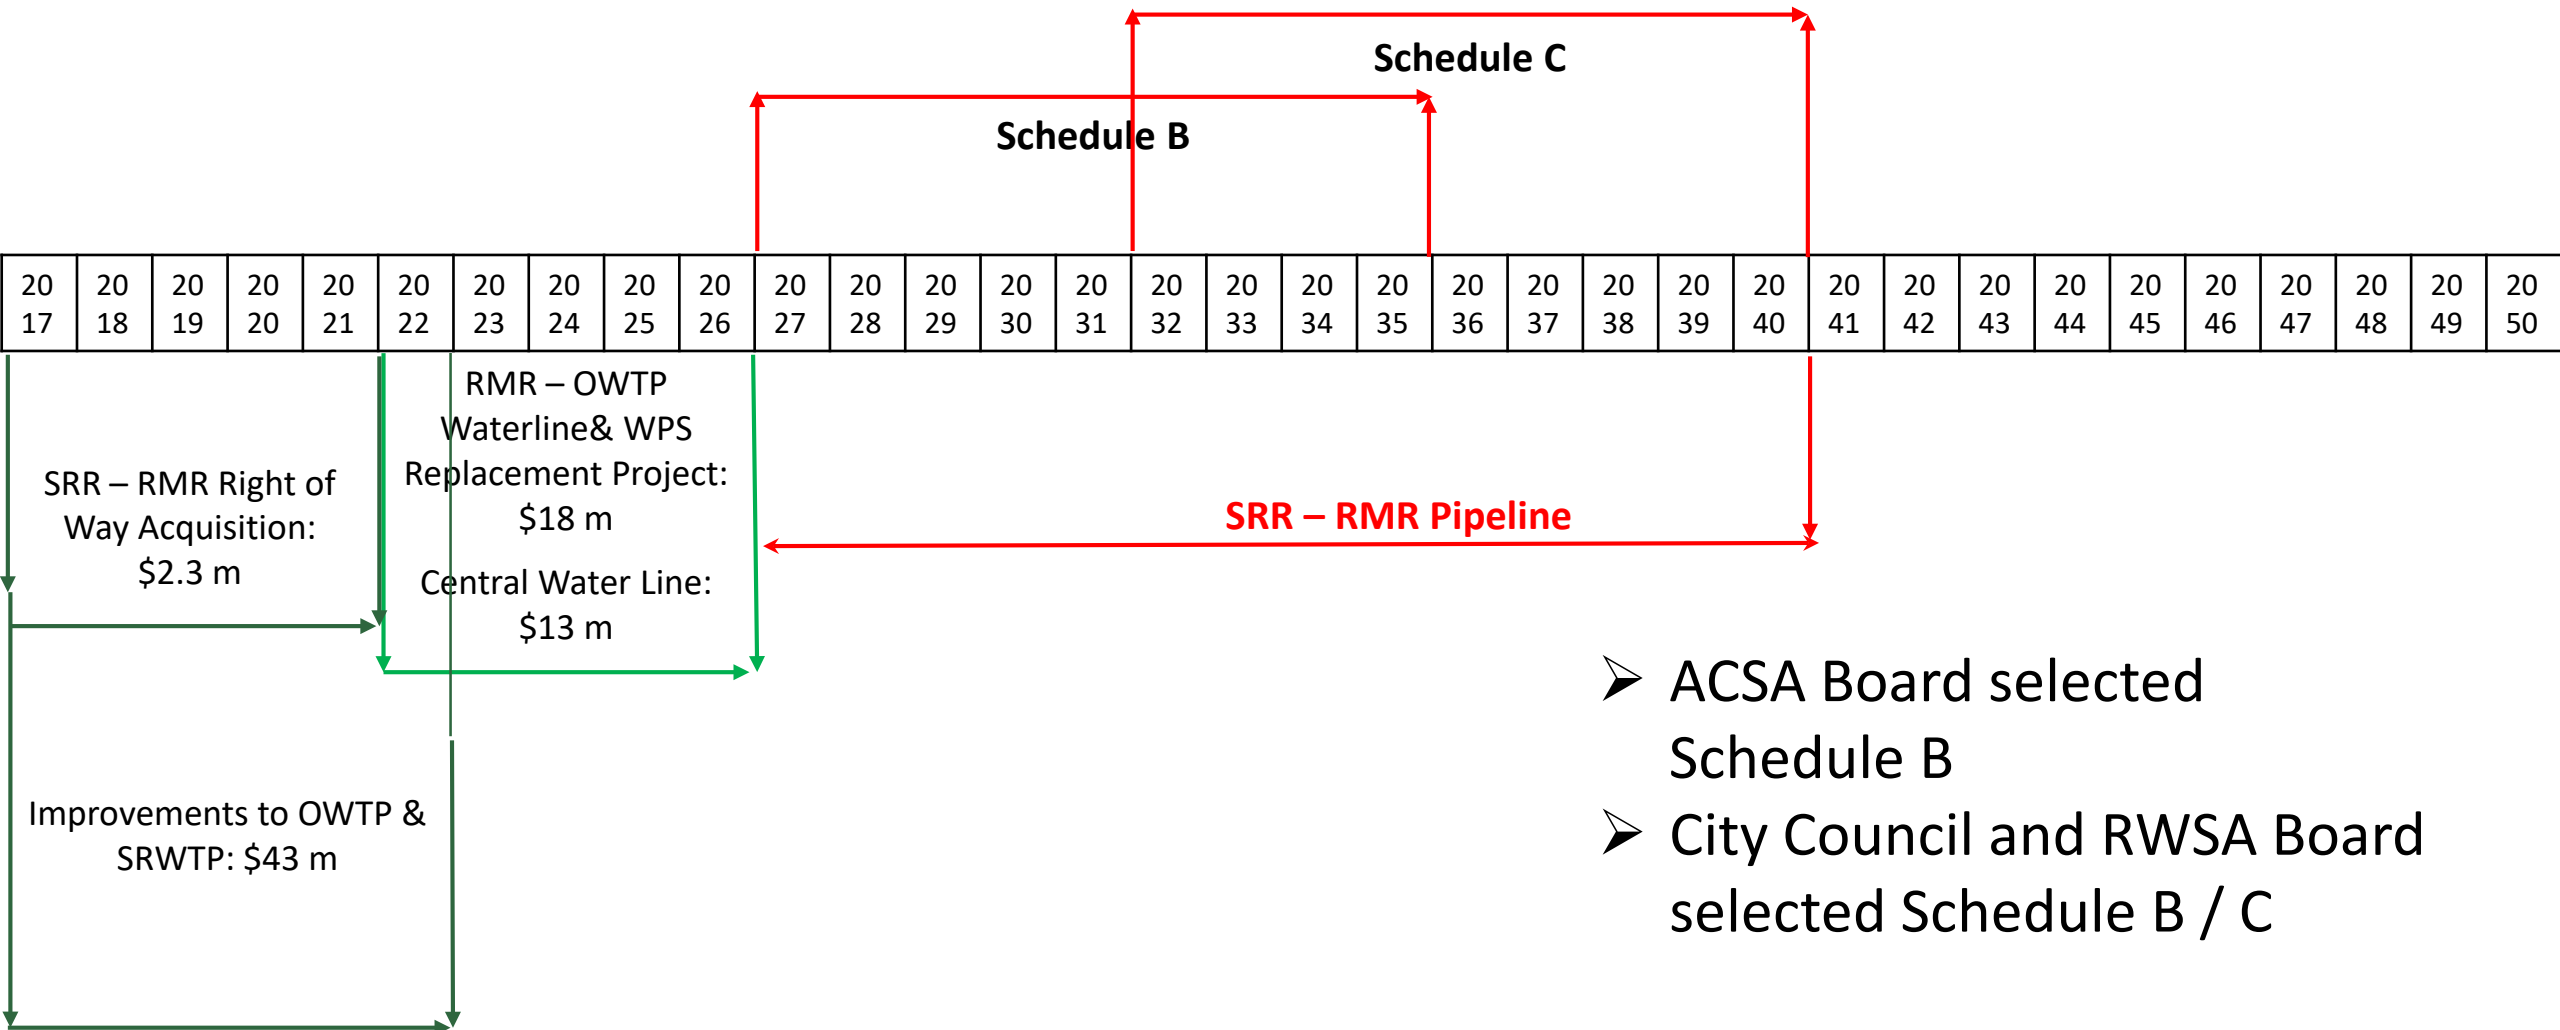 Schedule C
Schedule B
20 20 20 20 20 20 20 20 20 20 20 20 20 20 20 20 20 20 20 20 20 20 20 20 20 20 20 20 20 20 20 20 20 20
17 18 19 20 21 22 23 24 25 26 27 28 29 30 31 32 33 34 35 36 37 38 39 40 41 42 43 44 45 46 47 48 49 50
SRR – RMR Right of
Way Acquisition:
$2.3 m
RMR – OWTP
Waterline& WPS
Replacement Project:
$18 m
Central Water Line:
$13 m
SRR – RMR Pipeline
Improvements to OWTP &
SRWTP: $43 m
➢ ACSA Board selected
Schedule B
➢ City Council and RWSA Board
selected Schedule B / C